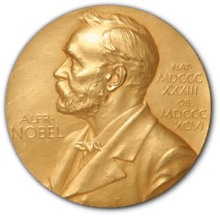 ALFR·
NOBEL
NAT·
MDCCC
XXXIII
OB·
MDCCC
XCVI